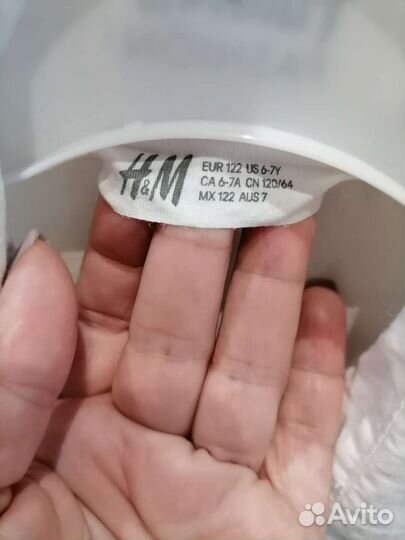 H&M
EUR 122 US 6-7Y
CA 6-7A CN 120/64
MX 122 AUS 7
Avito